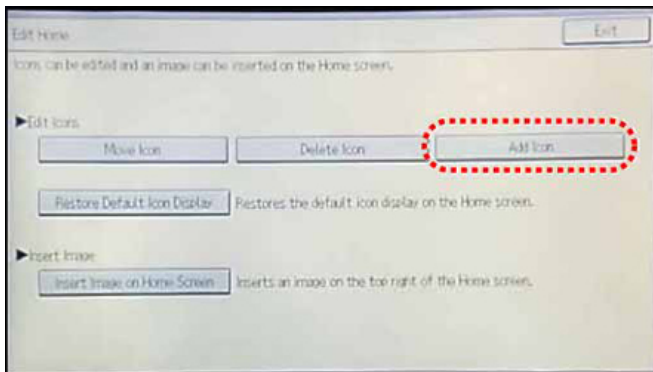 Edit Home
Exit
Icons can be edited and an image can be inserted on the Home screen.
▶Edit Icons
Move Icon
Delete Icon
Add Icon
Restore Default Icon Display
Restores the default icon display on the Home screen.
▶Insert Image
Insert Image on Home Screen
Inserts an image on the top right of the Home screen.